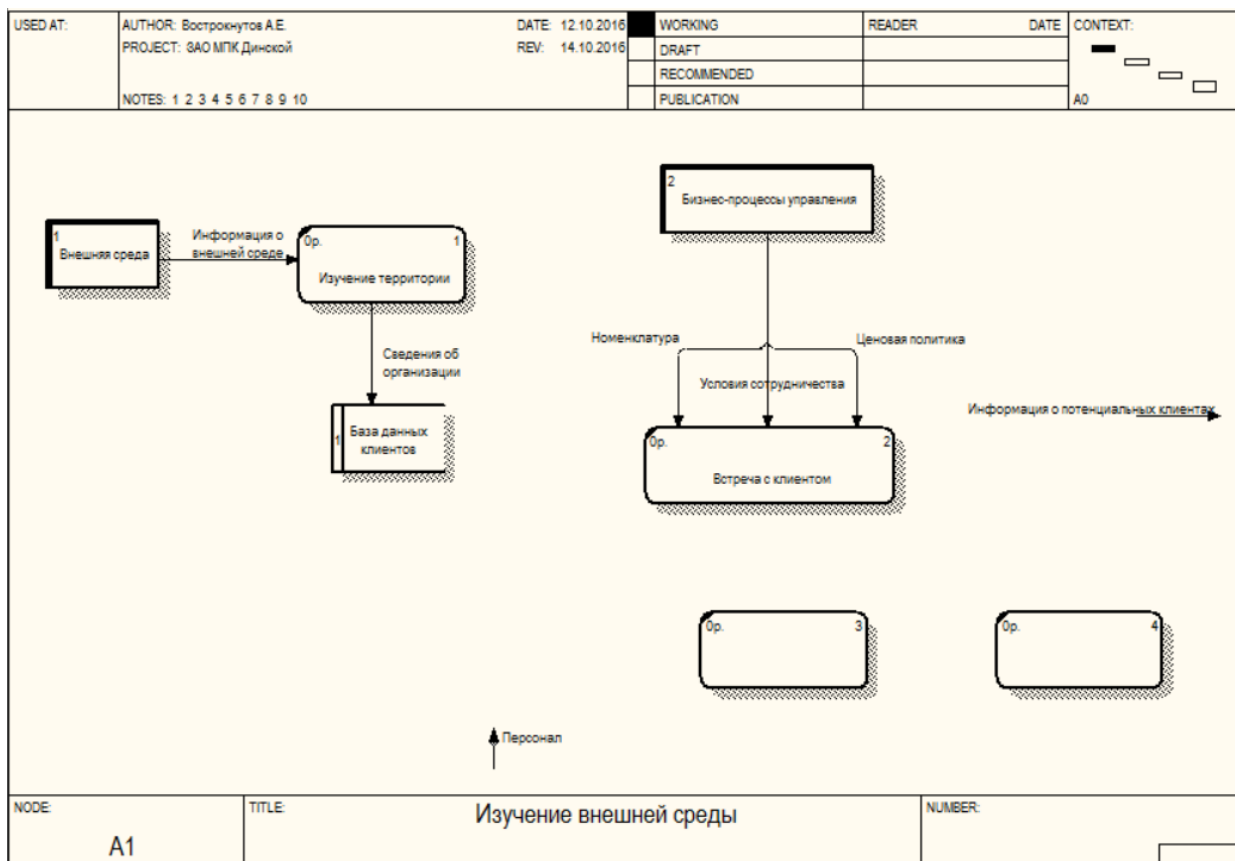 USED AT:
AUTHOR: Вострокнутов А.Е.
DATE: 12.10.2016
PROJECT: ЗАО МПК Динской
REV: 14.10.2016
NOTES: 1 2 3 4 5 6 7 8 9 10
WORKING
DRAFT
RECOMMENDED
PUBLICATION
READER
DATE
CONTEXT:
A0
1
Внешняя среда
Информация о
внешней среде
0р.
1
Изучение территории
Сведения об
организации
1
База данных
клиентов
2
Бизнес-процессы управления
Номенклатура
Ценовая политика
Условия сотрудничества
Информация о потенциальных клиентах
0р.
2
Встреча с клиентом
0р.
3
0р.
4
Персонал
NODE:
A1
TITLE:
Изучение внешней среды
NUMBER: